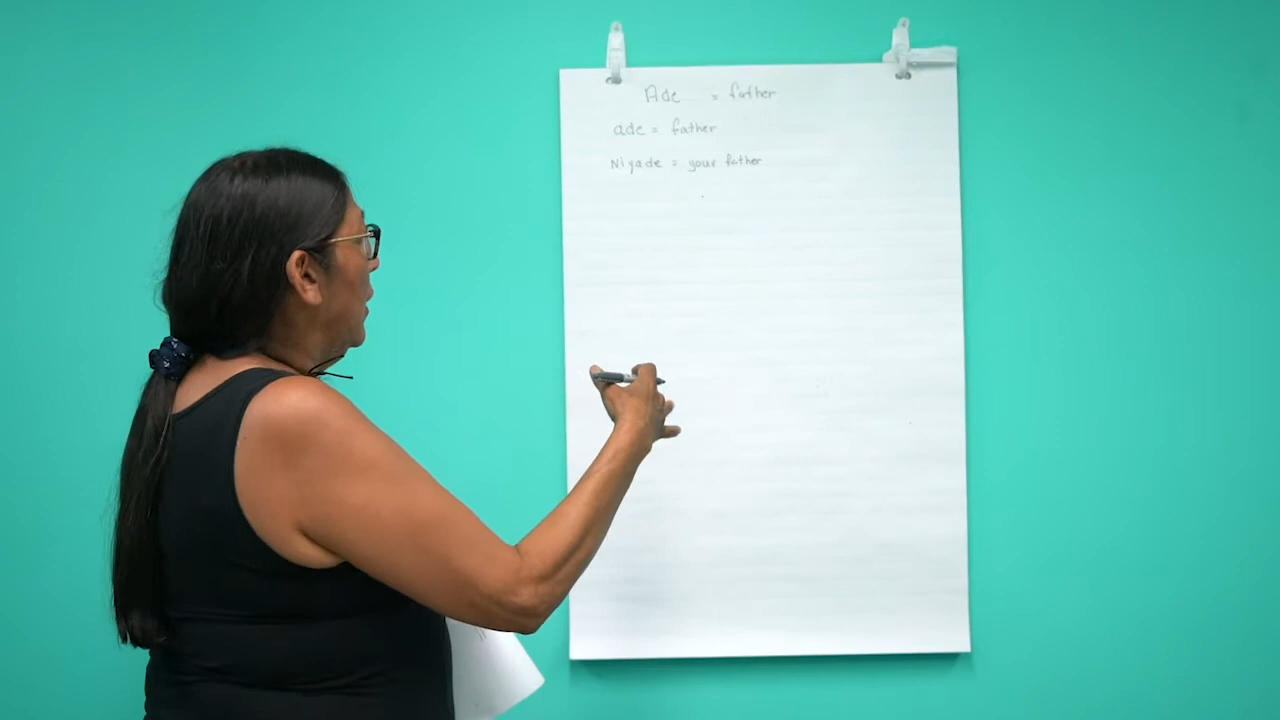 Ade = father
ade = father
Niyade = your father